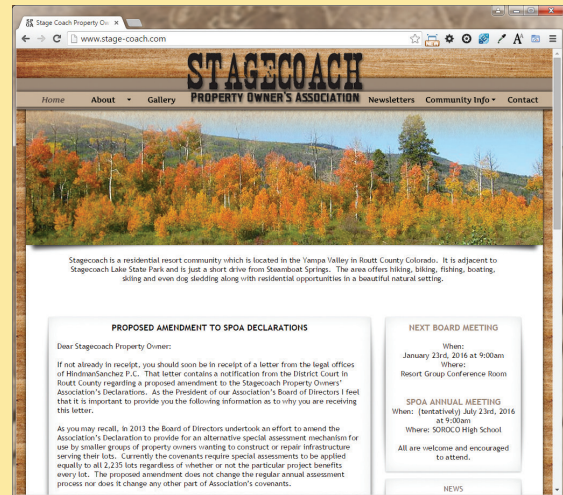 Stage Coach Property Ow
www.stage-coach.com
NEW
STAGECOACH
PROPERTY OWNER'S ASSOCIATION
Home About Gallery Newsletters Community Info Contact
Stagecoach is a residential resort community which is located in the Yampa Valley in Routt County Colorado. It is adjacent to
Stagecoach Lake State Park and is just a short drive from Steamboat Springs. The area offers hiking, biking, fishing, boating,
skiing and even dog sledding along with residential opportunities in a beautiful natural setting.
PROPOSED AMENDMENT TO SPOA DECLARATIONS
Dear Stagecoach Property Owner:
If not already in receipt, you should soon be in receipt of a letter from the legal offices
of HindmanSanchez P.C. That letter contains a notification from the District Court in
Routt County regarding a proposed amendment to the Stagecoach Property Owners'
Association's Declarations. As the President of our Association's Board of Directors I feel
that it is important to provide you the following information as to why you are receiving
this letter.
As you may recall, in 2013 the Board of Directors undertook an effort to amend the
Association's Declaration to provide for an alternative special assessment mechanism for
use by smaller groups of property owners wanting to construct or repair infrastructure
serving their lots. Currently the covenants require special assessments to be applied
equally to all 2,235 lots regardless of whether or not the particular project benefits
every lot. The proposed amendment does not change the regular annual assessment
process nor does it change any other part of Association's covenants.
NEXT BOARD MEETING
When:
January 23rd, 2016 at 9:00am
Where:
Resort Group Conference Room
SPOA ANNUAL MEETING
When: (tentatively) July 23rd, 2016
at 9:00am
Where: SOROCO High School
All are welcome and encouraged
to attend.
NEWS